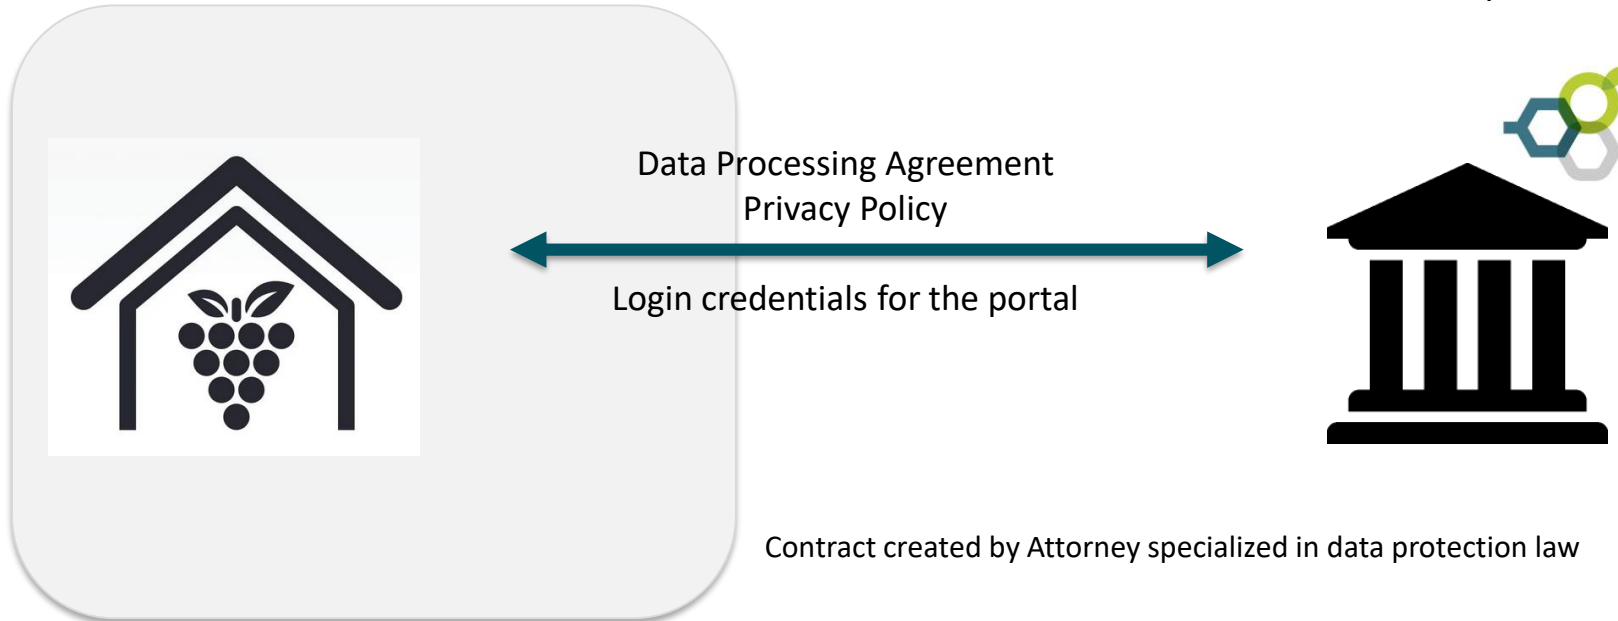 Data Processing Agreement
Privacy Policy
Login credentials for the portal
Contract created by Attorney specialized in data protection law